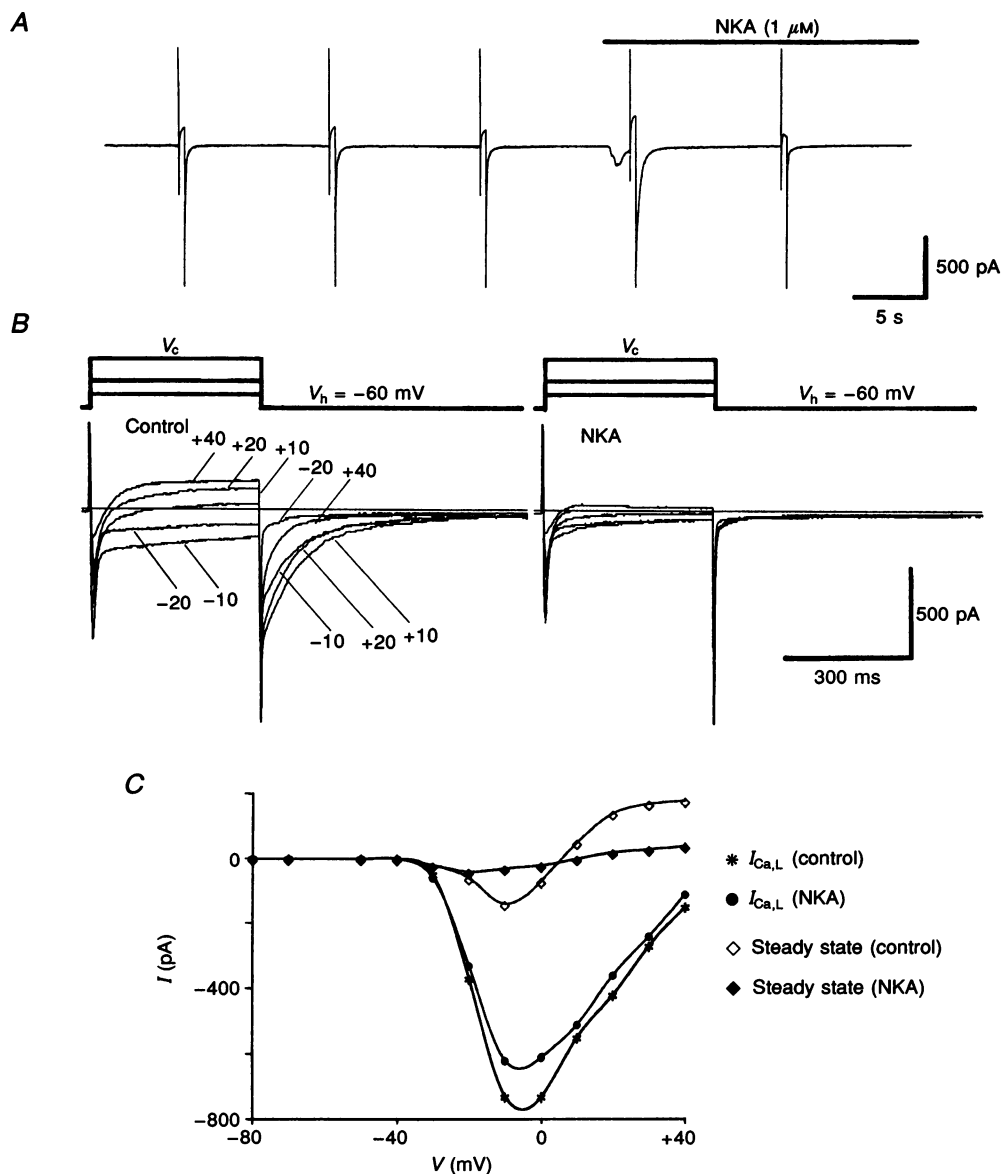 A
NKA (1 μM)
500 pA
5 s
B
Vc
Vh = −60 mV
Control
+40
+20
+10
−20
+40
−20
−10
−10
+20
+10
Vc
Vh = −60 mV
NKA
500 pA
300 ms
C
0
−400
−800
I (pA)
−80
−40
0
+40
V (mV)
ICa,L (control)
ICa,L (NKA)
Steady state (control)
Steady state (NKA)